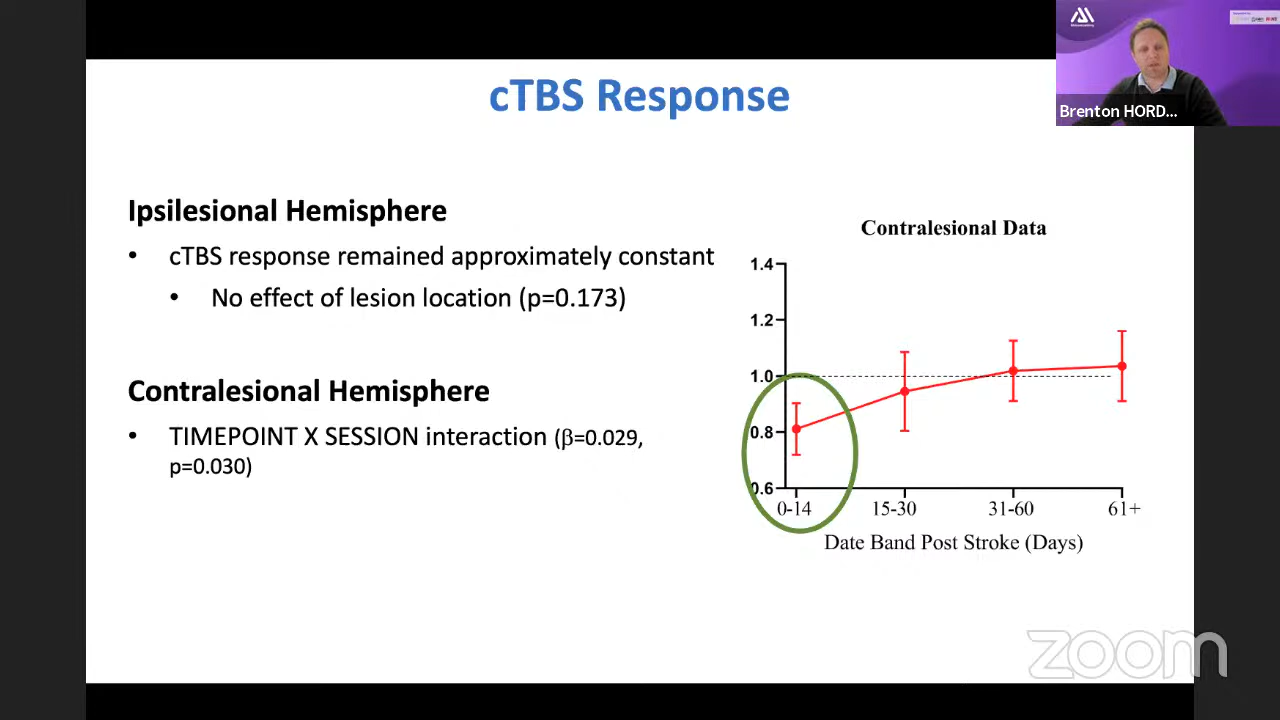 cTBS Response
Brenton HORD...
Ipsilesional Hemisphere
• cTBS response remained approximately constant
• No effect of lesion location (p=0.173)
Contralesional Hemisphere
• TIMEPOINT X SESSION interaction (β=0.029,
p=0.030)
Contralesional Data
1.4
1.2
1.0
0.8
0.6
0-14 15-30 31-60 61+
Date Band Post Stroke (Days)
zoom